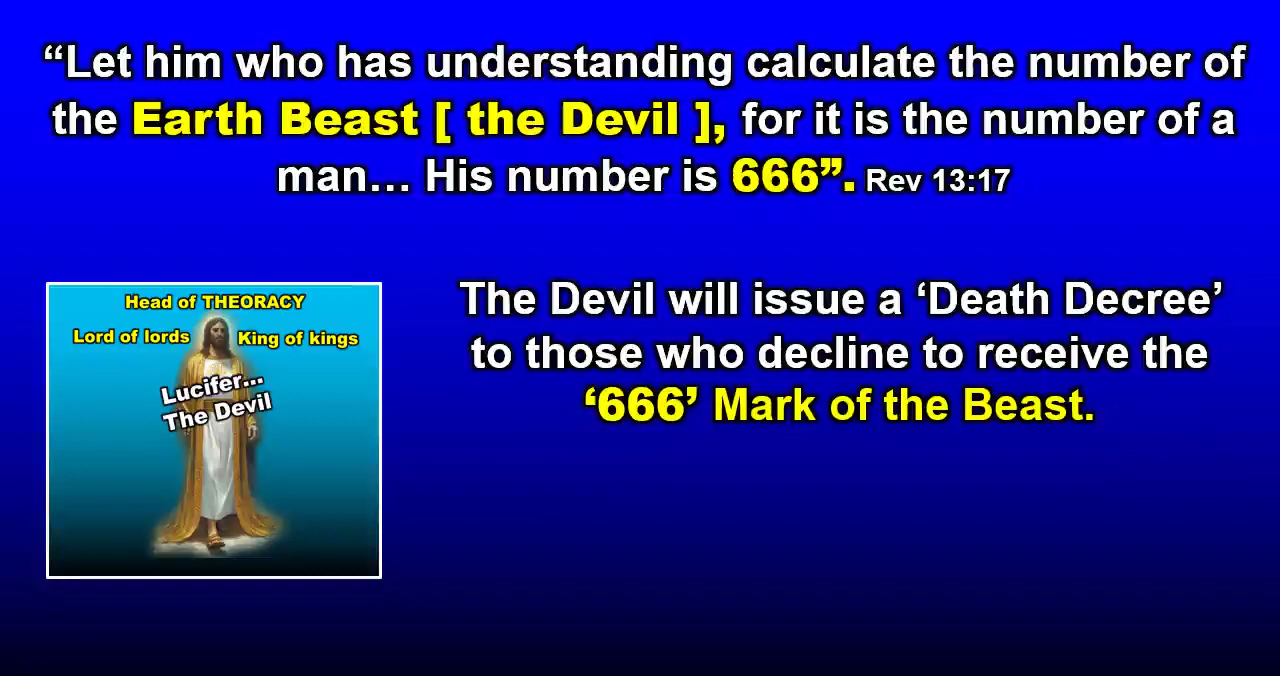 “Let him who has understanding calculate the number of
the Earth Beast [ the Devil ], for it is the number of a
man... His number is 666”. Rev 13:17
Head of THEORACY
Lord of lords King of kings
Lucifer...
The Devil
The Devil will issue a ‘Death Decree’
to those who decline to receive the
‘666’ Mark of the Beast.